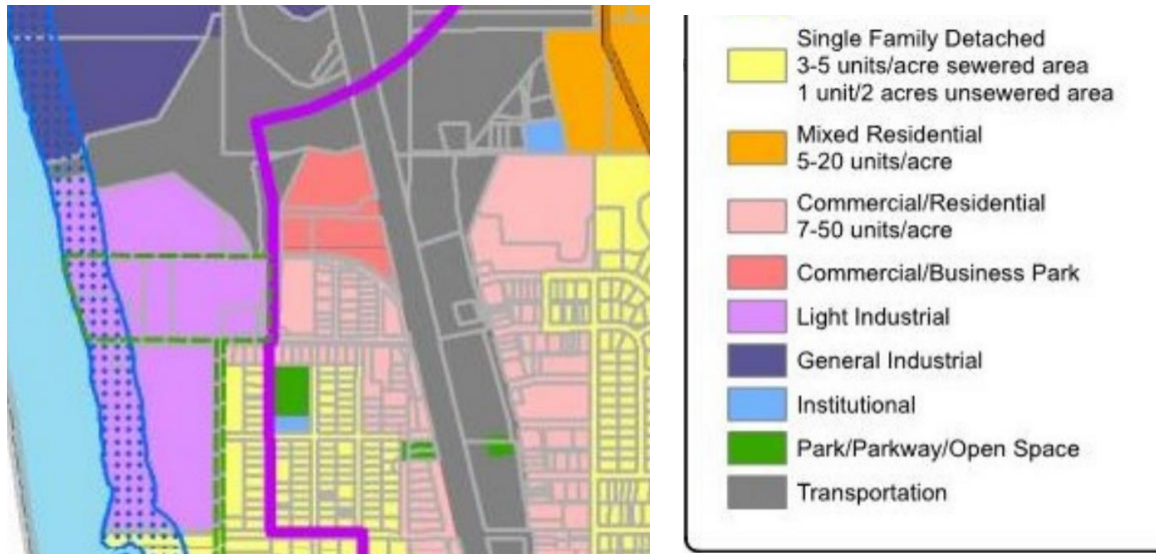 Single Family Detached
3-5 units/acre sewered area
1 unit/2 acres unsewered area
Mixed Residential
5-20 units/acre
Commercial/Residential
7-50 units/acre
Commercial/Business Park
Light Industrial
General Industrial
Institutional
Park/Parkway/Open Space
Transportation